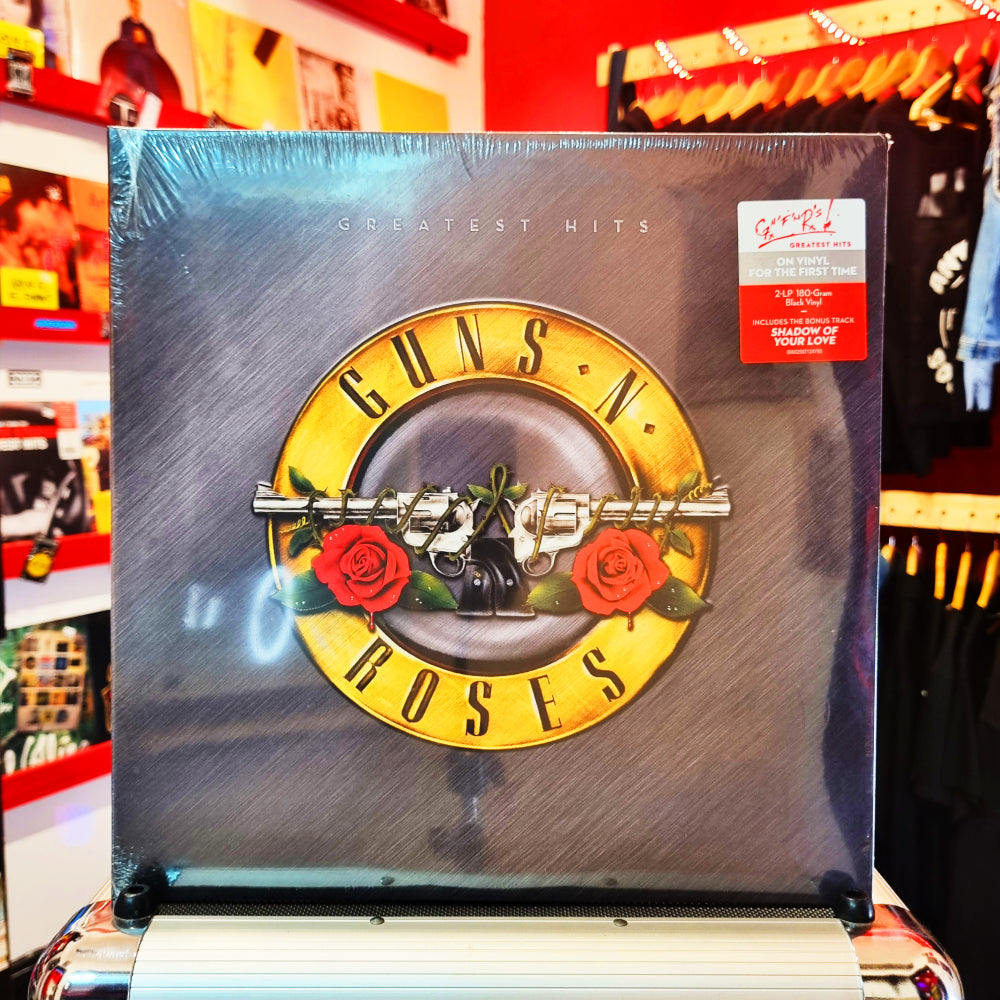 GREATEST HITS
GUNS·N·
ROSES
GREATEST HITS
ON VINYL
FOR THE FIRST TIME
2-LP 180-Gram
Black Vinyl
INCLUDES THE BONUS TRACK
SHADOW OF
YOUR LOVE